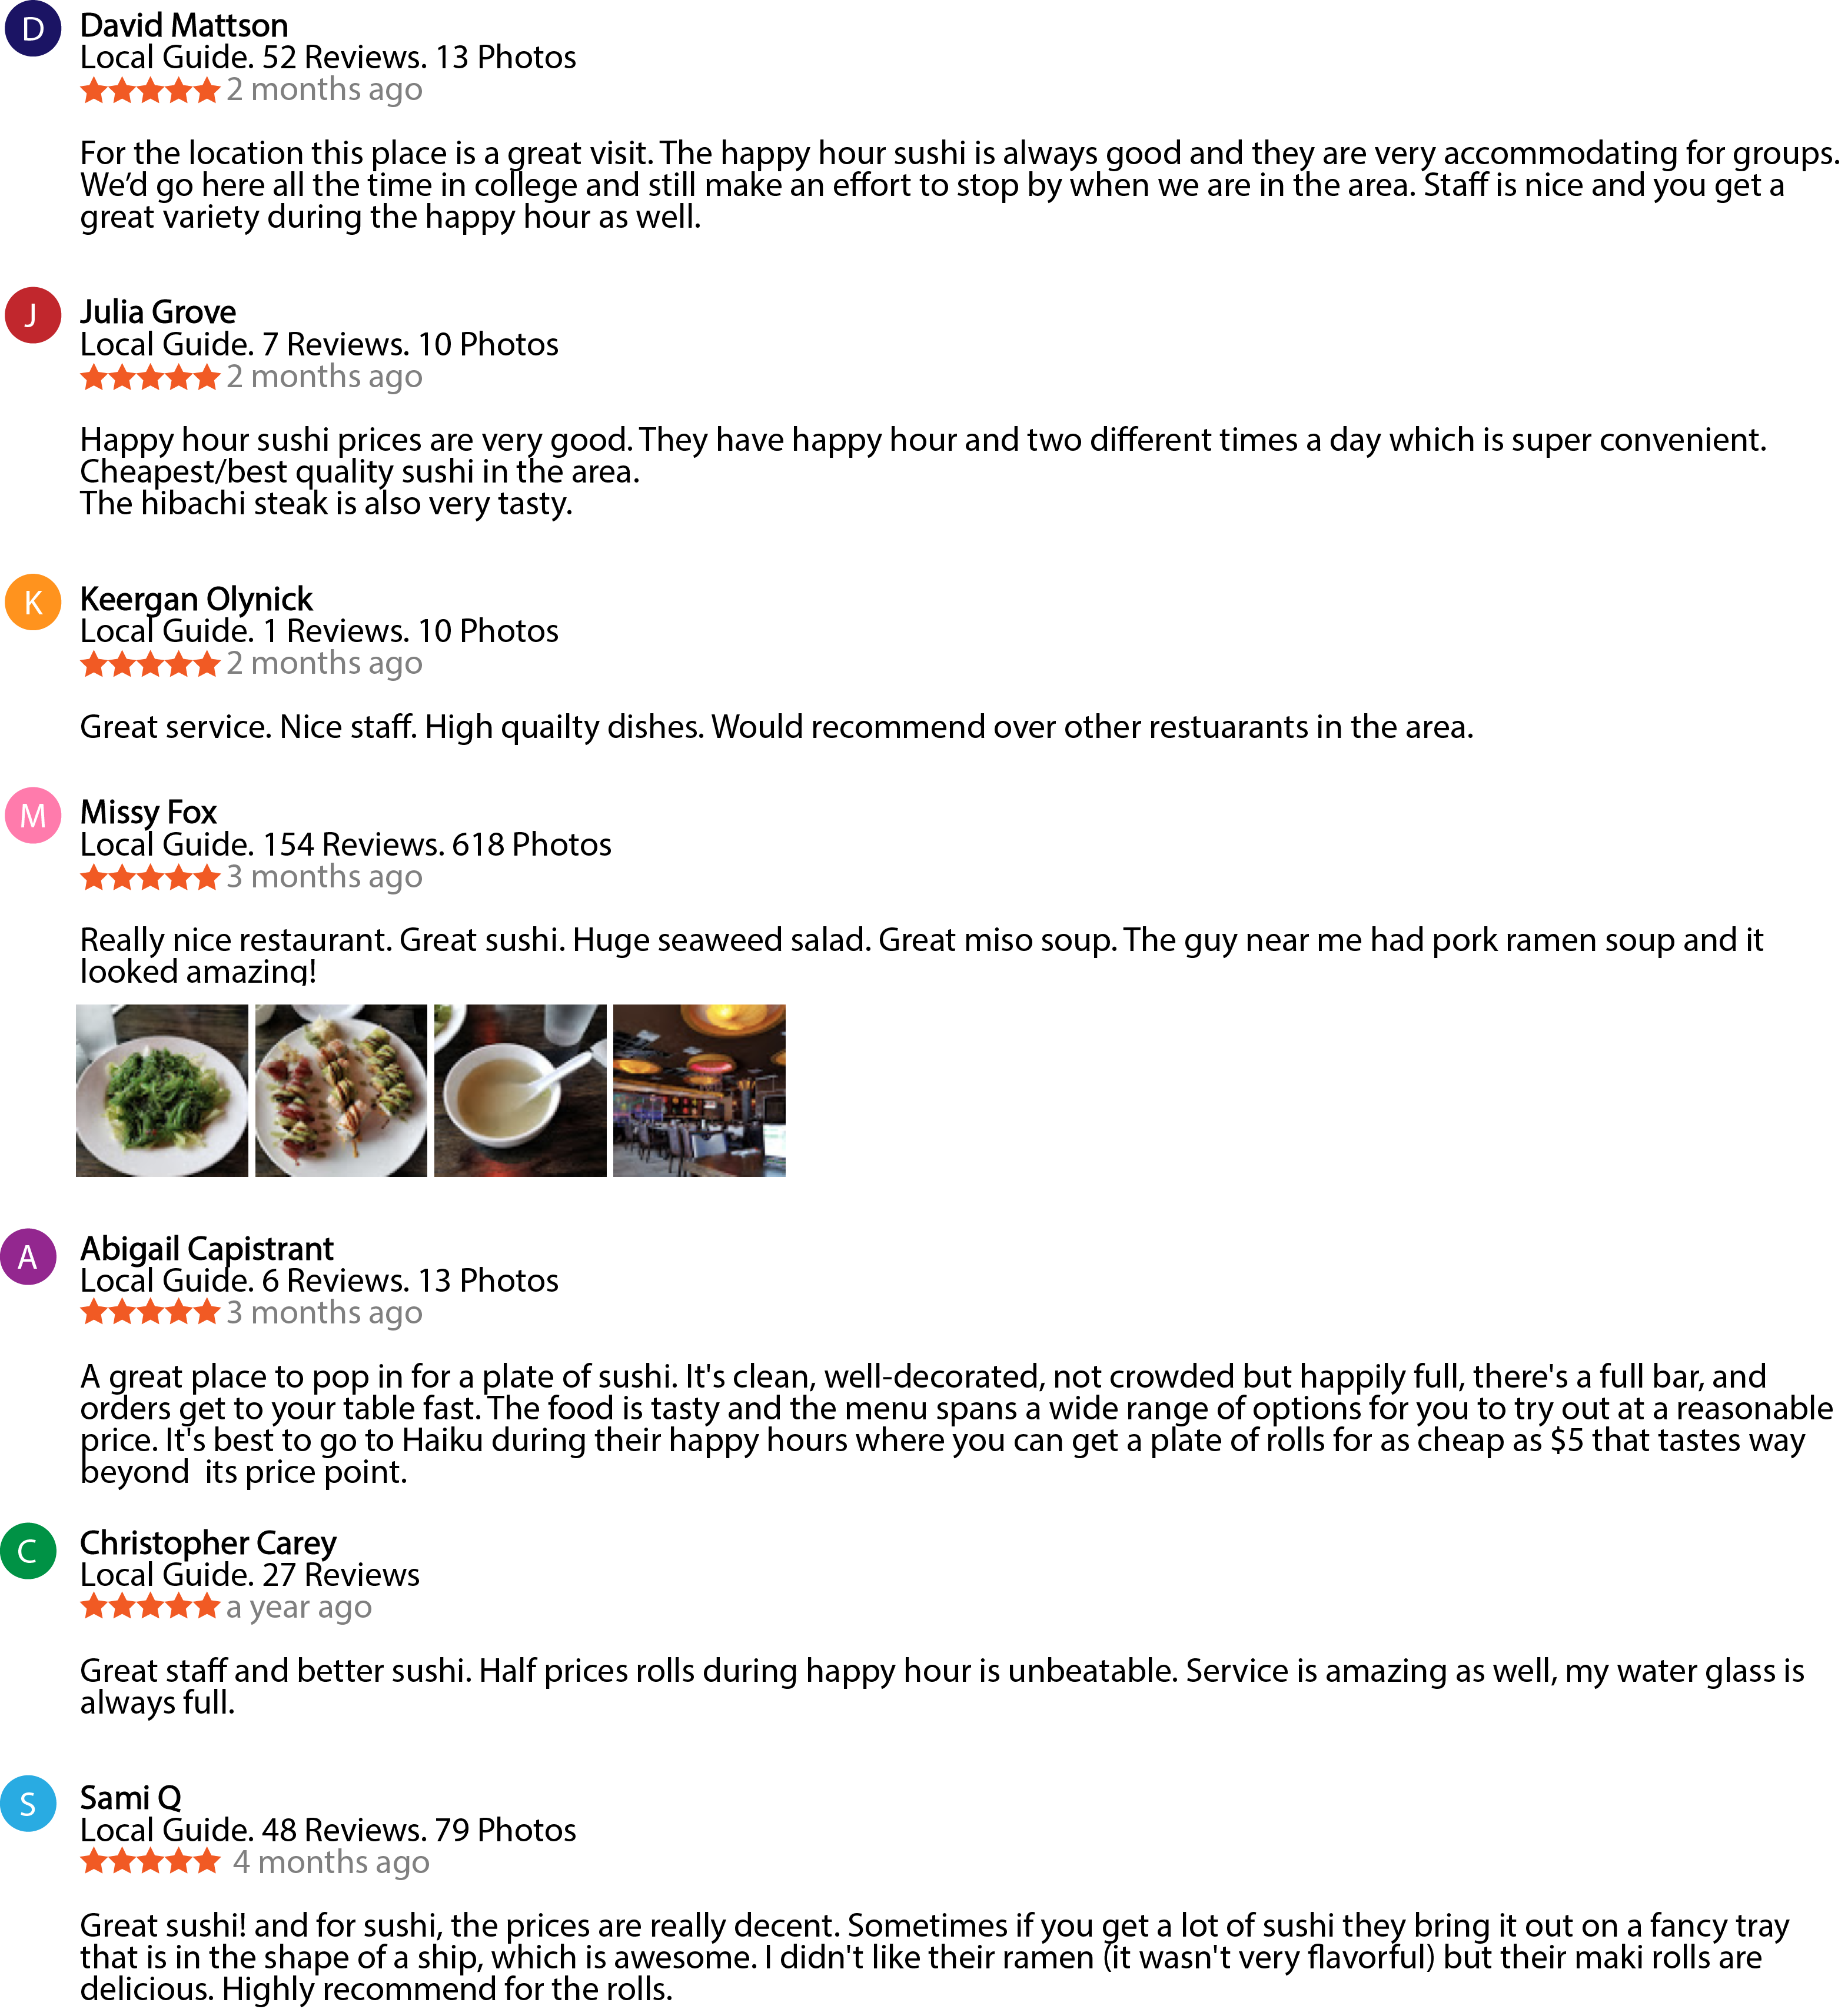 D
David Mattson
Local Guide. 52 Reviews. 13 Photos
2 months ago
For the location this place is a great visit. The happy hour sushi is always good and they are very accommodating for groups.
We’d go here all the time in college and still make an effort to stop by when we are in the area. Staff is nice and you get a
great variety during the happy hour as well.
J
Julia Grove
Local Guide. 7 Reviews. 10 Photos
2 months ago
Happy hour sushi prices are very good. They have happy hour and two different times a day which is super convenient.
Cheapest/best quality sushi in the area.
The hibachi steak is also very tasty.
K
Keergan Olynick
Local Guide. 1 Reviews. 10 Photos
2 months ago
Great service. Nice staff. High quailty dishes. Would recommend over other restuarants in the area.
M
Missy Fox
Local Guide. 154 Reviews. 618 Photos
3 months ago
Really nice restaurant. Great sushi. Huge seaweed salad. Great miso soup. The guy near me had pork ramen soup and it
looked amazing!
A
Abigail Capistrant
Local Guide. 6 Reviews. 13 Photos
3 months ago
A great place to pop in for a plate of sushi. It's clean, well-decorated, not crowded but happily full, there's a full bar, and
orders get to your table fast. The food is tasty and the menu spans a wide range of options for you to try out at a reasonable
price. It's best to go to Haiku during their happy hours where you can get a plate of rolls for as cheap as $5 that tastes way
beyond  its price point.
C
Christopher Carey
Local Guide. 27 Reviews
a year ago
Great staff and better sushi. Half prices rolls during happy hour is unbeatable. Service is amazing as well, my water glass is
always full.
S
Sami Q
Local Guide. 48 Reviews. 79 Photos
4 months ago
Great sushi! and for sushi, the prices are really decent. Sometimes if you get a lot of sushi they bring it out on a fancy tray
that is in the shape of a ship, which is awesome. I didn't like their ramen (it wasn't very flavorful) but their maki rolls are
delicious. Highly recommend for the rolls.